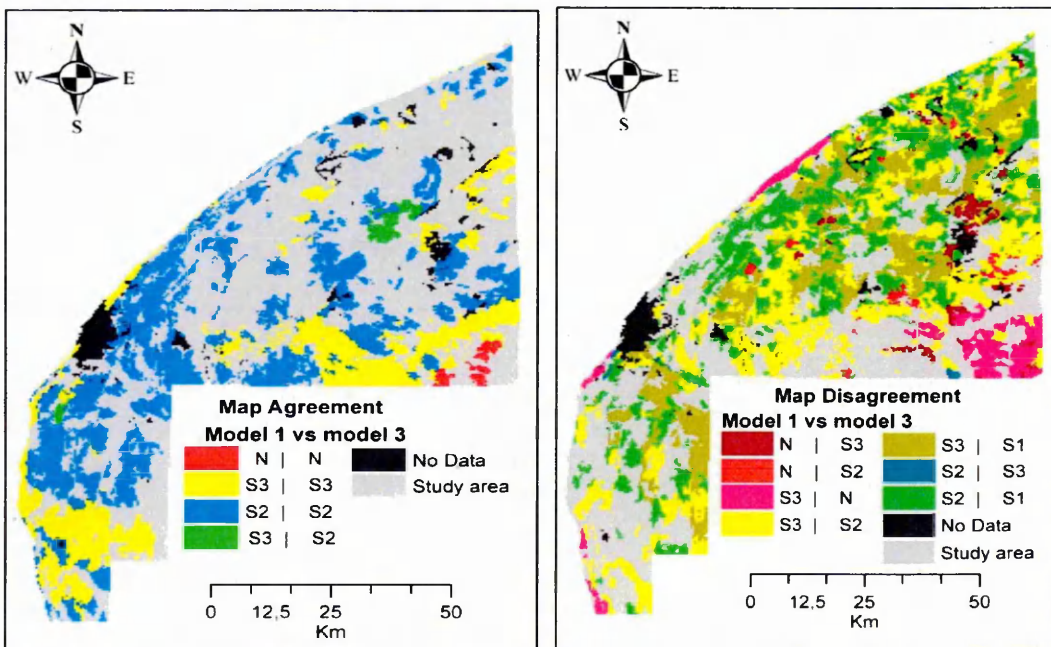 N
W E
S
Map Agreement
Model 1 vs model 3
N | N
S3 | S3
S2 | S2
S3 | S2
No Data
Study area
0 12,5 25 50
Km
N
W E
S
Map Disagreement
Model 1 vs model 3
N | S3
N | S2
S3 | N
S3 | S2
S3 | S1
S2 | S3
S2 | S1
No Data
Study area
0 12,5 25 50
Km